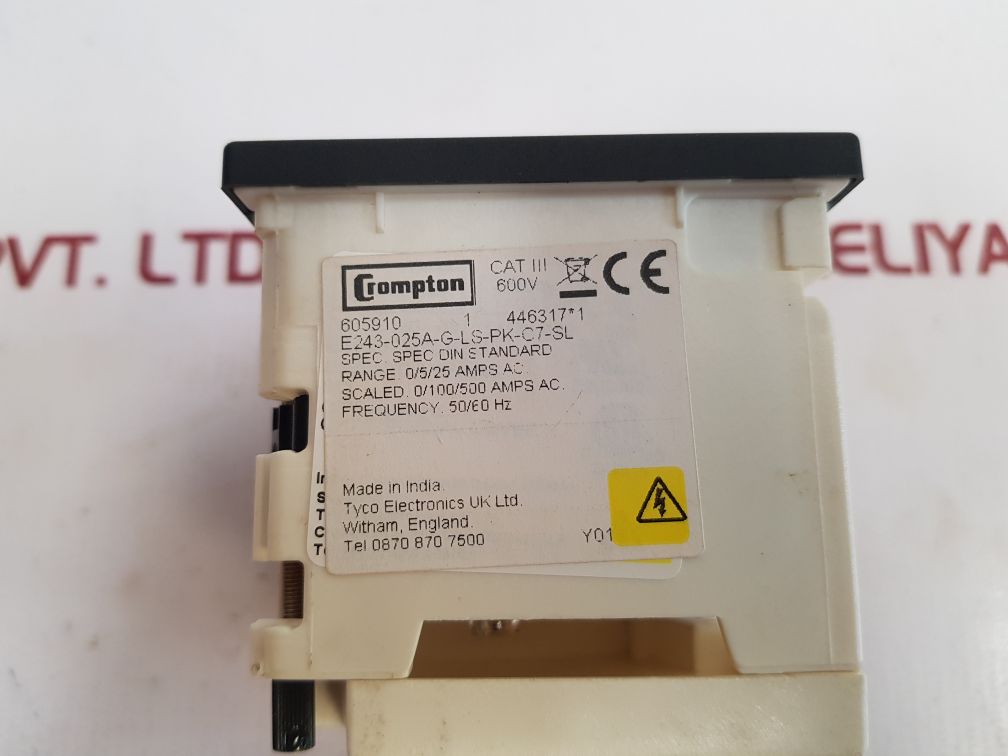 PVT. LTD
ELIYA
Crompton
CAT III
600V
CE
605910 1 446317*1
E243-025A-G-LS-PK-C7-SL
SPEC. SPEC DIN STANDARD
RANGE. 0/5/25 AMPS AC.
SCALED. 0/100/500 AMPS AC.
FREQUENCY. 50/60 Hz
Made in India.
Tyco Electronics UK Ltd.
Witham, England.
Tel 0870 870 7500
Y01